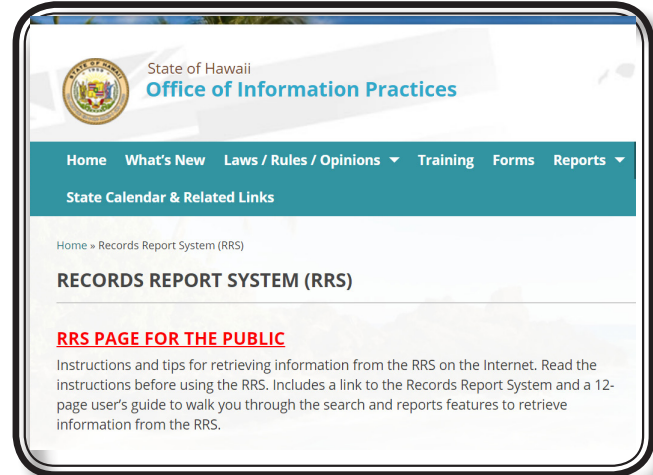 State of Hawaii
Office of Information Practices
Home What's New Laws / Rules / Opinions Training Forms Reports
State Calendar & Related Links
Home » Records Report System (RRS)
RECORDS REPORT SYSTEM (RRS)
RRS PAGE FOR THE PUBLIC
Instructions and tips for retrieving information from the RRS on the Internet. Read the
instructions before using the RRS. Includes a link to the Records Report System and a 12-
page user's guide to walk you through the search and reports features to retrieve
information from the RRS.